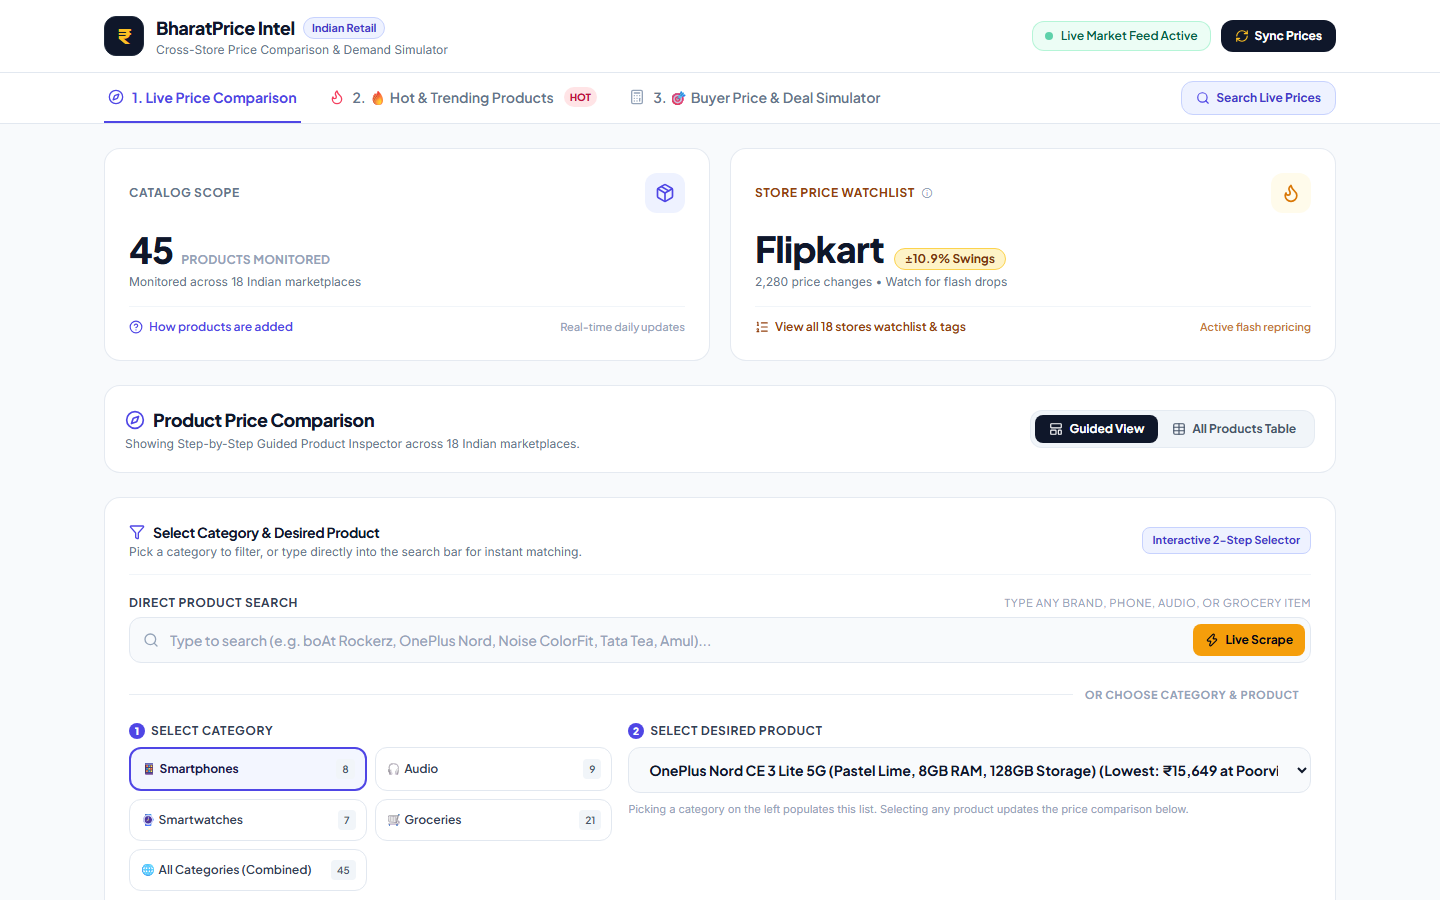 ₹
BharatPrice Intel
Indian Retail
Cross-Store Price Comparison & Demand Simulator
Live Market Feed Active
Sync Prices
1. Live Price Comparison
2. 🔥 Hot & Trending Products
HOT
3. 🎯 Buyer Price & Deal Simulator
Search Live Prices
CATALOG SCOPE
45 PRODUCTS MONITORED
Monitored across 18 Indian marketplaces
How products are added
Real-time daily updates
STORE PRICE WATCHLIST
Flipkart
±10.9% Swings
2,280 price changes • Watch for flash drops
View all 18 stores watchlist & tags
Active flash repricing
Product Price Comparison
Showing Step-by-Step Guided Product Inspector across 18 Indian marketplaces.
Guided View
All Products Table
Select Category & Desired Product
Pick a category to filter, or type directly into the search bar for instant matching.
Interactive 2-Step Selector
DIRECT PRODUCT SEARCH
TYPE ANY BRAND, PHONE, AUDIO, OR GROCERY ITEM
Type to search (e.g. boAt Rockerz, OnePlus Nord, Noise ColorFit, Tata Tea, Amul)...
Live Scrape
OR CHOOSE CATEGORY & PRODUCT
1 SELECT CATEGORY
Smartphones 8
Audio 9
Smartwatches 7
Groceries 21
All Categories (Combined) 45
2 SELECT DESIRED PRODUCT
OnePlus Nord CE 3 Lite 5G (Pastel Lime, 8GB RAM, 128GB Storage) (Lowest: ₹15,649 at Poorvi
Picking a category on the left populates this list. Selecting any product updates the price comparison below.